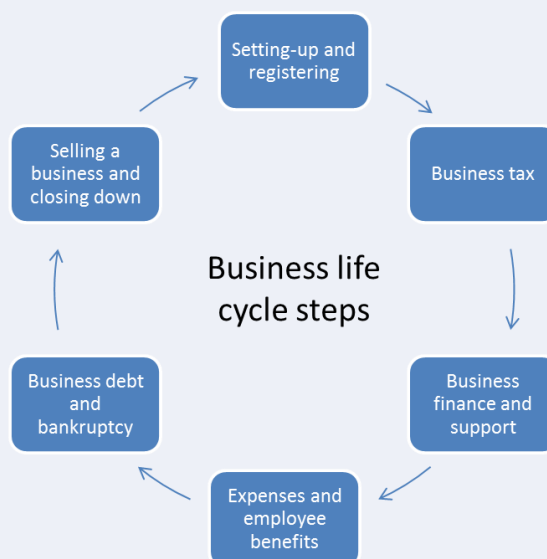 Setting-up and
registering
Business tax
Business
finance and
support
Expenses and
employee
benefits
Business debt
and
bankruptcy
Selling a
business and
closing down
Business life
cycle steps